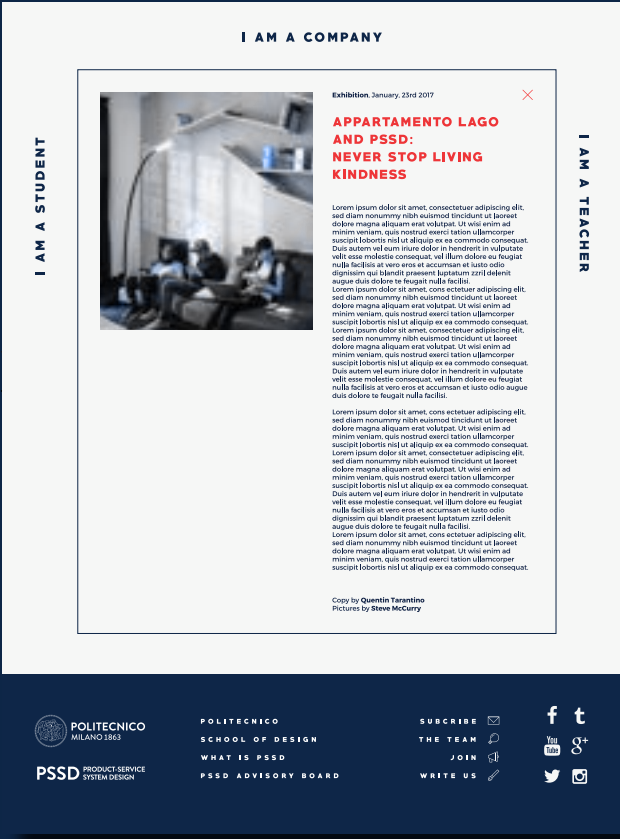 I AM A COMPANY
I AM A STUDENT
Exhibition, January, 23rd 2017
APPARTAMENTO LAGO
AND PSSD:
NEVER STOP LIVING
KINDNESS
Lorem ipsum dolor sit amet, consectetuer adipiscing elit,
sed diam nonummy nibh euismod tincidunt ut laoreet
dolore magna aliquam erat volutpat. Ut wisi enim ad
minim veniam, quis nostrud exerci tation ullamcorper
suscipit lobortis nisl ut aliquip ex ea commodo consequat.
Duis autem vel eum iriure dolor in hendrerit in vulputate
velit esse molestie consequat, vel illum dolore eu feugiat
nulla facilisis at vero eros et accumsan et iusto odio
dignissim qui blandit praesent luptatum zzril delenit
augue duis dolore te feugait nulla facilisi.
Lorem ipsum dolor sit amet, cons ectetuer adipiscing elit,
sed diam nonummy nibh euismod tincidunt ut laoreet
dolore magna aliquam erat volutpat. Ut wisi enim ad
minim veniam, quis nostrud exerci tation ullamcorper
suscipit lobortis nisl ut aliquip ex ea commodo consequat.
Lorem ipsum dolor sit amet, cons ectetuer adipiscing elit,
sed diam nonummy nibh euismod tincidunt ut laoreet
dolore magna aliquam erat volutpat. Ut wisi enim ad
minim veniam, quis nostrud exerci tation ullamcorper
suscipit lobortis nisl ut aliquip ex ea commodo consequat.
Duis autem vel eum iriure dolor in hendrerit in vulputate
velit esse molestie consequat, vel illum dolore eu feugiat
nulla facilisis at vero eros et accumsan et iusto odio augue
duis dolore te feugait nulla facilisi.
Lorem ipsum dolor sit amet, cons ectetuer adipiscing elit,
sed diam nonummy nibh euismod tincidunt ut laoreet
dolore magna aliquam erat volutpat. Ut wisi enim ad
minim veniam, quis nostrud exerci tation ullamcorper
suscipit lobortis nisl ut aliquip ex ea commodo consequat.
Lorem ipsum dolor sit amet, cons ectetuer adipiscing elit,
sed diam nonummy nibh euismod tincidunt ut laoreet
dolore magna aliquam erat volutpat. Ut wisi enim ad
minim veniam, quis nostrud exerci tation ullamcorper
suscipit lobortis nisl ut aliquip ex ea commodo consequat.
Duis autem vel eum iriure dolor in hendrerit in vulputate
velit esse molestie consequat, vel illum dolore eu feugiat
nulla facilisis at vero eros et accumsan et iusto odio
dignissim qui blandit praesent luptatum zzril delenit
augue duis dolore te feugait nulla facilisi.
Lorem ipsum dolor sit amet, cons ectetuer adipiscing elit,
sed diam nonummy nibh euismod tincidunt ut laoreet
dolore magna aliquam erat volutpat. Ut wisi enim ad
minim veniam, quis nostrud exerci tation ullamcorper
suscipit lobortis nisl ut aliquip ex ea commodo consequat.
Copy by Quentin Tarantino
Pictures by Steve McCurry
I AM A TEACHER
POLITECNICO
MILANO 1863
PSSD PRODUCT-SERVICE
SYSTEM DESIGN
POLITECNICO
SCHOOL OF DESIGN
WHAT IS PSSD
PSSD ADVISORY BOARD
SUBCRIBE
THE TEAM
JOIN
WRITE US
f t
You
Tube
g+